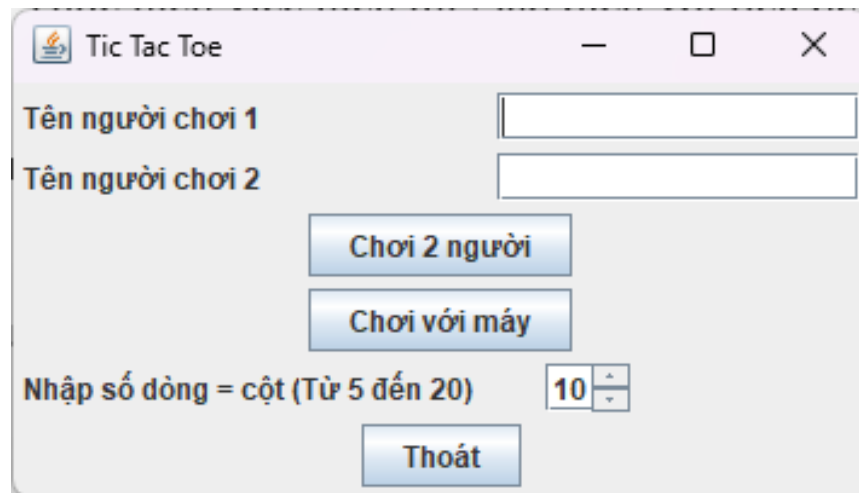 Tic Tac Toe
Tên người chơi 1
Tên người chơi 2
Chơi 2 người
Chơi với máy
Nhập số dòng = cột (Từ 5 đến 20) 10
Thoát